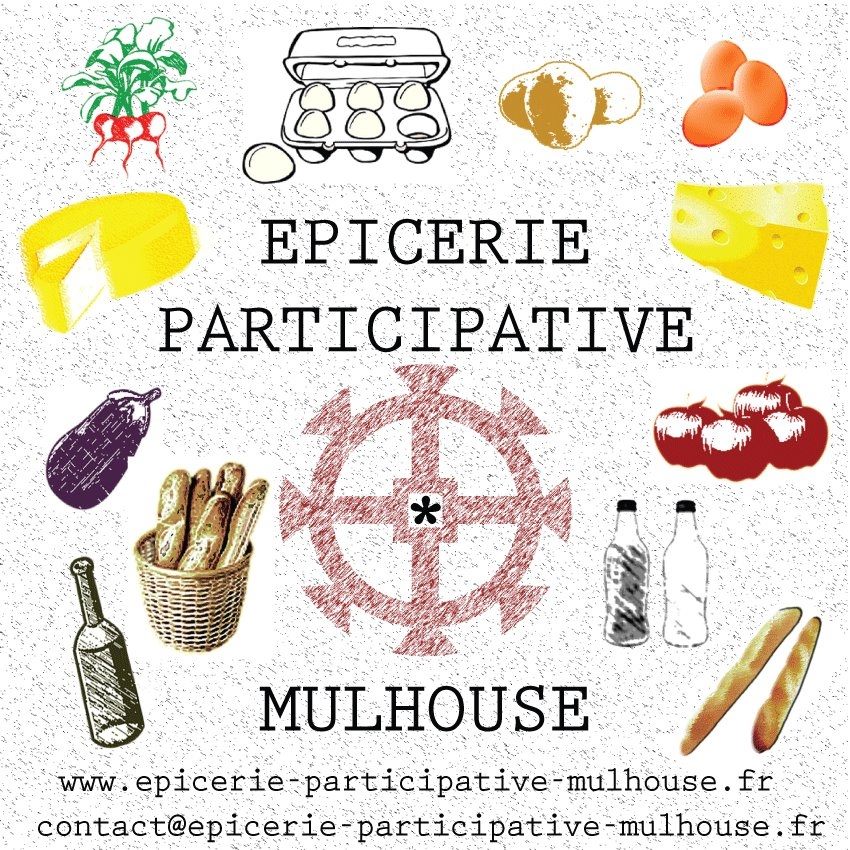 EPICERIE
PARTICIPATIVE
*
MULHOUSE
www.epicerie-participative-mulhouse.fr
contact@epicerie-participative-mulhouse.fr